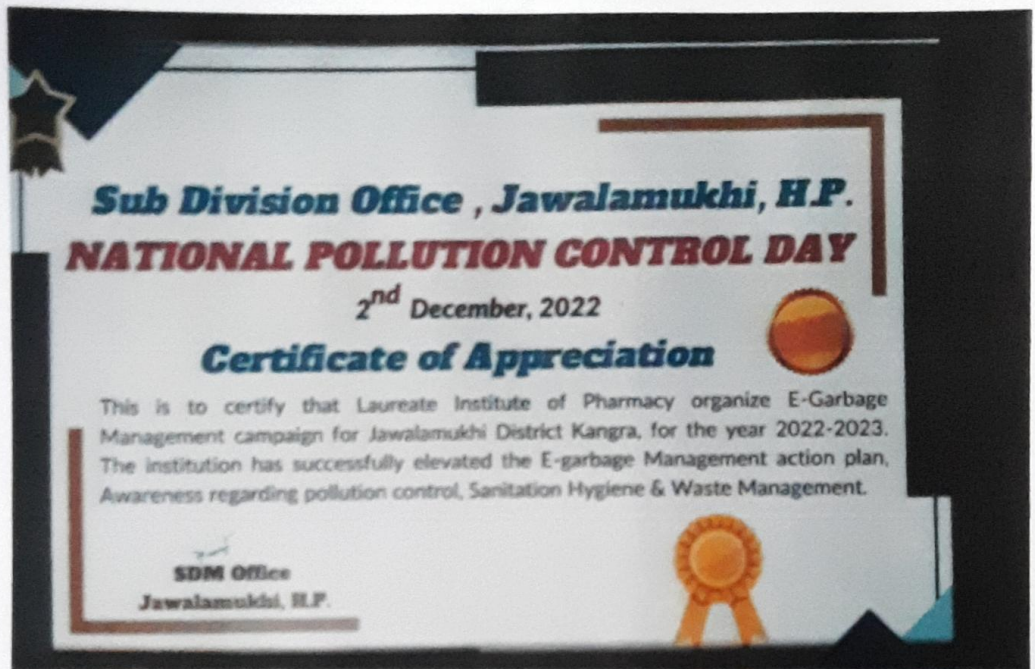 Sub Division Office , Jawalamukhi, H.P.
NATIONAL POLLUTION CONTROL DAY
2nd December, 2022
Certificate of Appreciation
This is to certify that Laureate Institute of Pharmacy organize E-Garbage
Management campaign for Jawalamukhi District Kangra, for the year 2022-2023.
The institution has successfully elevated the E-garbage Management action plan,
Awareness regarding pollution control, Sanitation Hygiene & Waste Management.
SDM Office
Jawalamukhi, H.P.